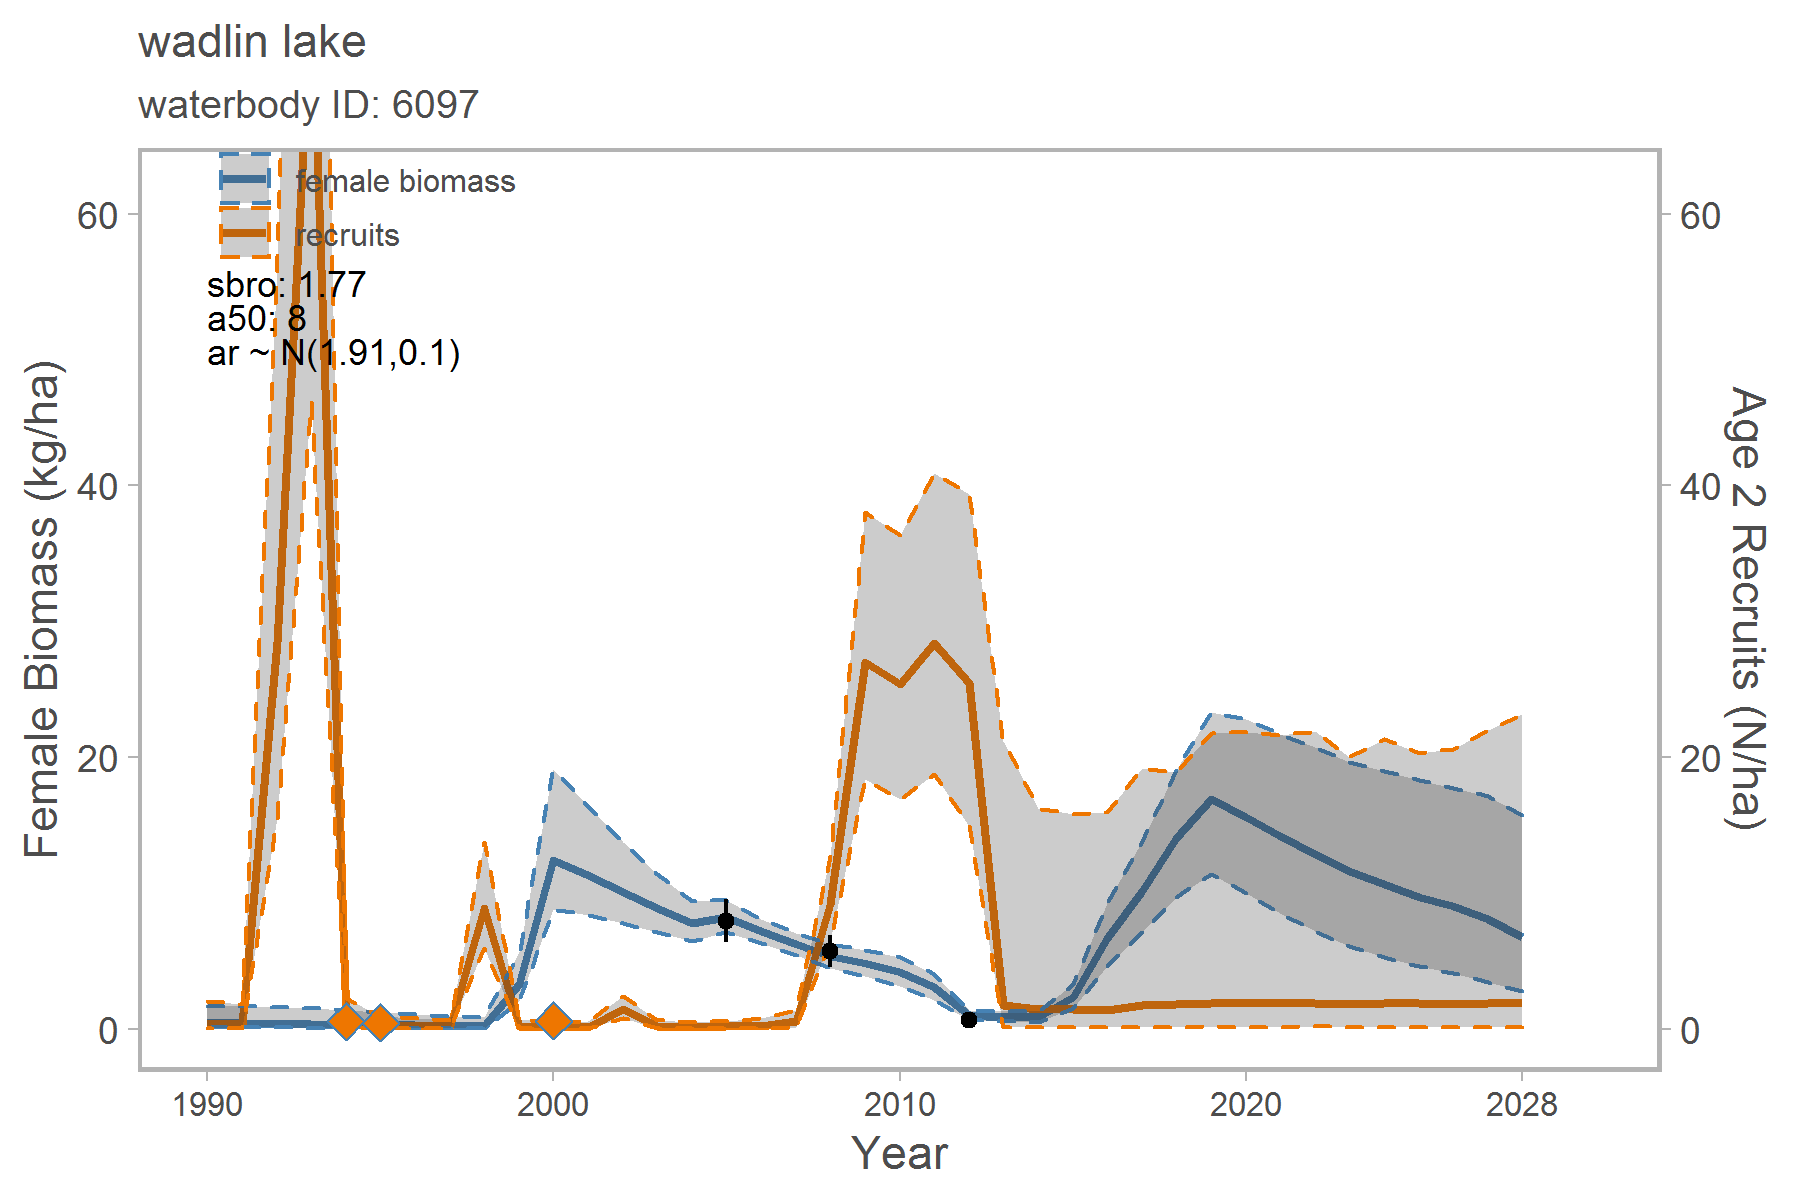 wadlin lake
waterbody ID: 6097
female biomass
recruits
sbro: 1.77
a50: 8
ar ~ N(1.91,0.1)
Female Biomass (kg/ha)
60
40
20
0
60
40
20
0
Age 2 Recruits (N/ha)
1990
2000
2010
2020
2028
Year